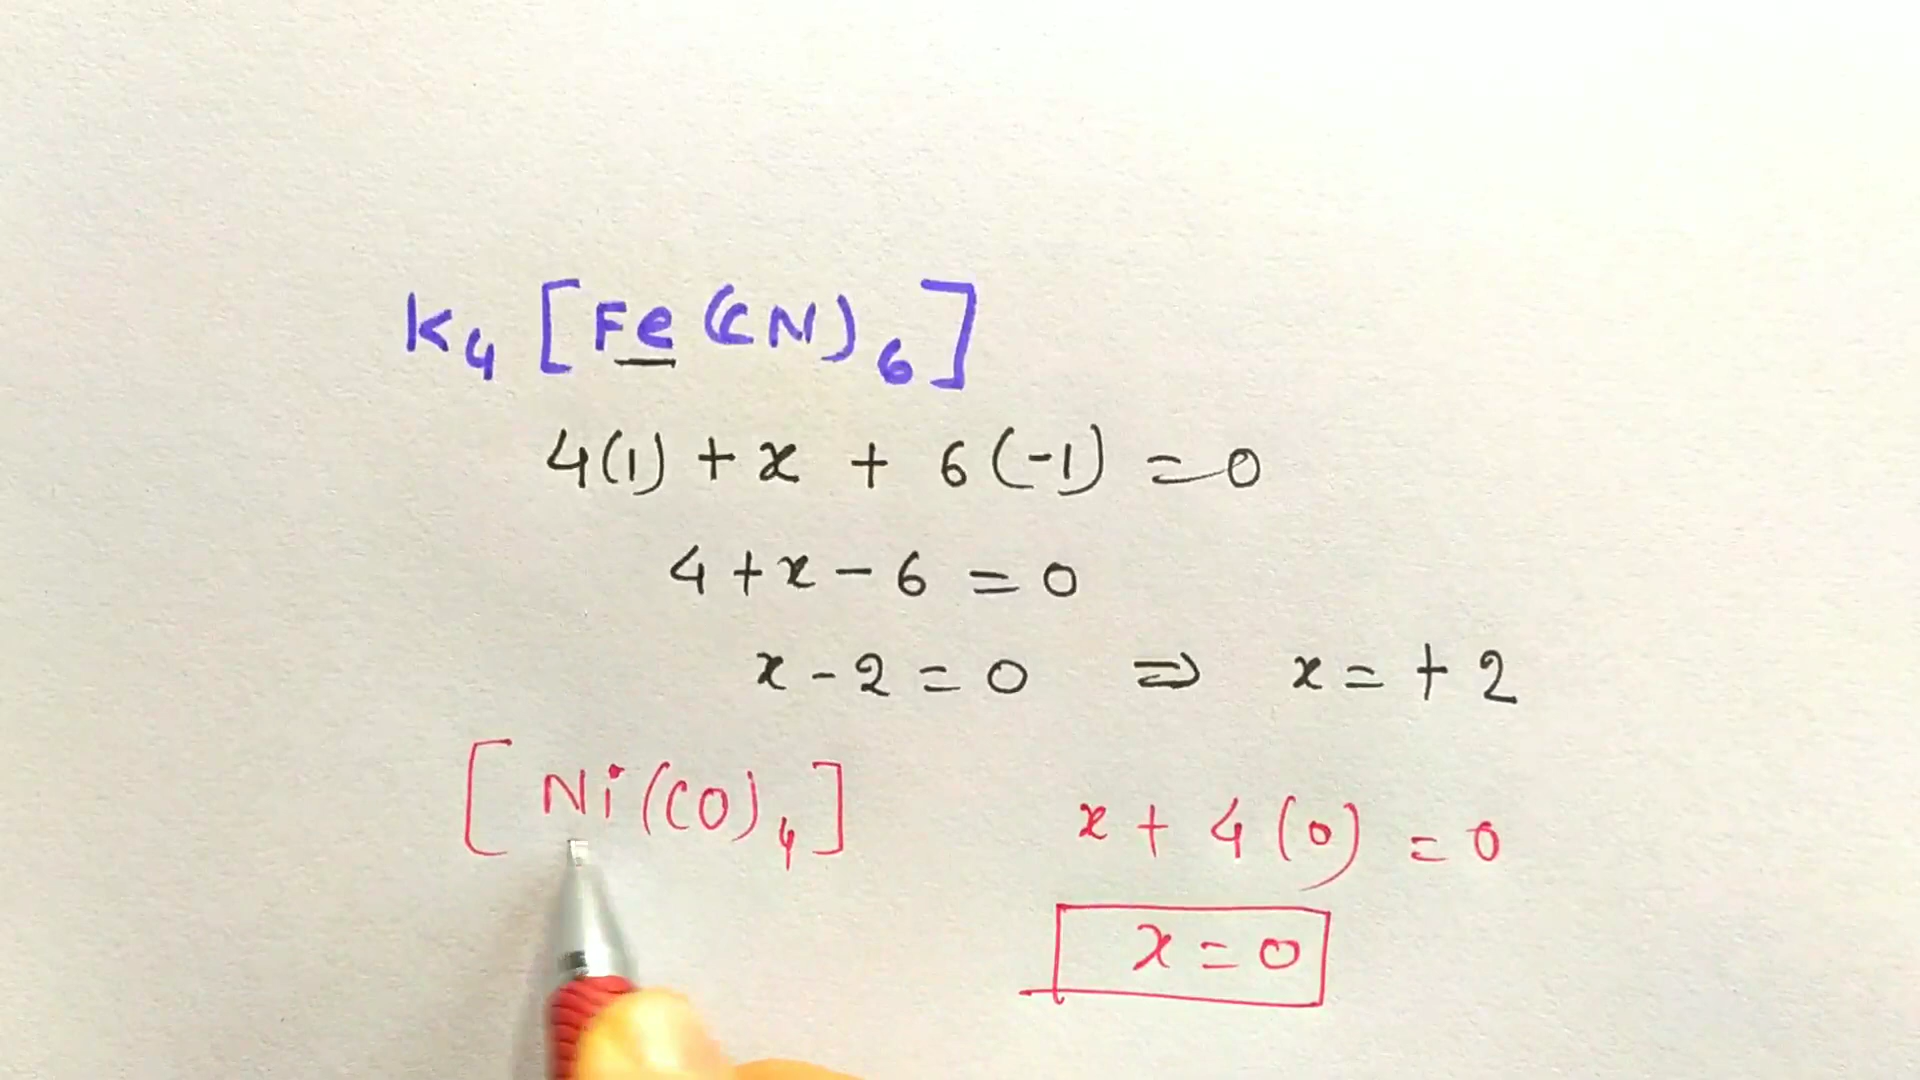 K₄[Fe(CN)₆]
4(1) + x + 6(-1) = 0
4 + x - 6 = 0
x - 2 = 0 ⇒ x = + 2
[Ni(CO)₄] x + 4(0) = 0
x = 0